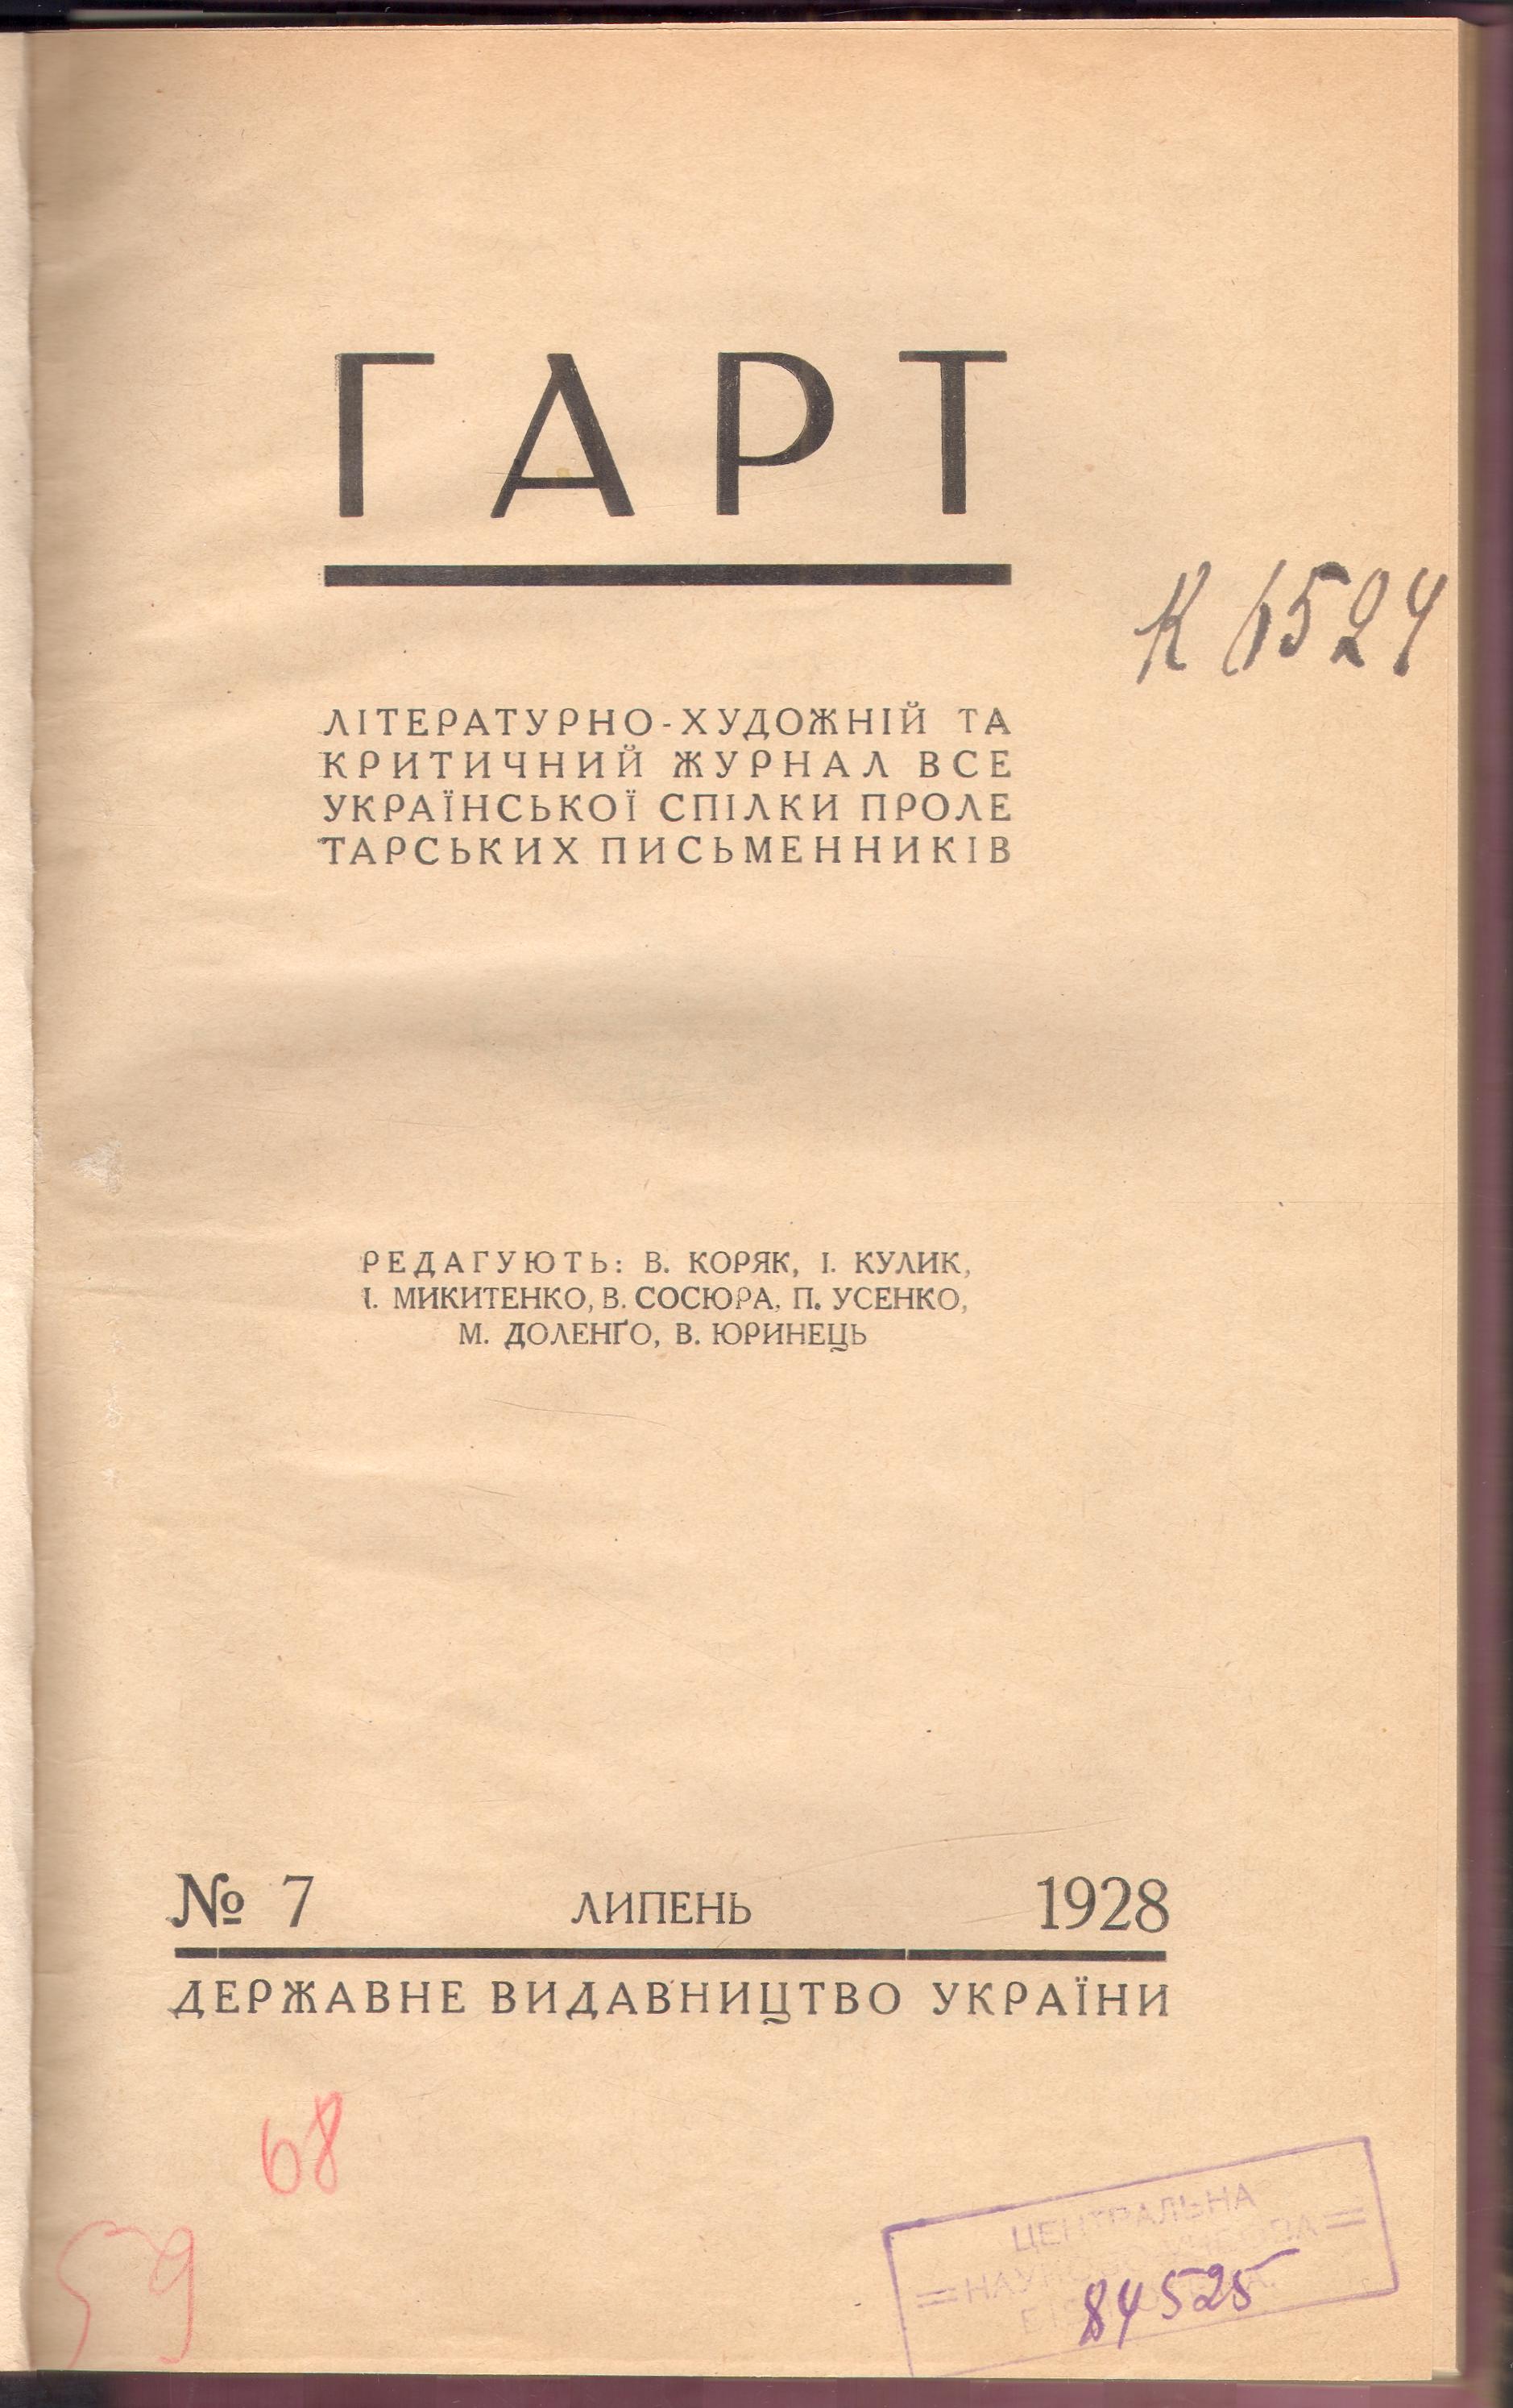 ГАРТ
К 6524
ЛІТЕРАТУРНО-ХУДОЖНІЙ ТА
КРИТИЧНИЙ ЖУРНАЛ ВСЕ
УКРАЇНСЬКОЇ СПІЛКИ ПРОЛЕ
ТАРСЬКИХ ПИСЬМЕННИКІВ
РЕДАГУЮТЬ: В. КОРЯК, І. КУЛИК,
І. МИКИТЕНКО, В. СОСЮРА, П. УСЕНКО,
М. ДОЛЕНҐО, В. ЮРИНЕЦЬ
№ 7 ЛИПЕНЬ 1928
ДЕРЖАВНЕ ВИДАВНИЦТВО УКРАЇНИ
68
59
ЦЕНТРАЛЬНА
84525